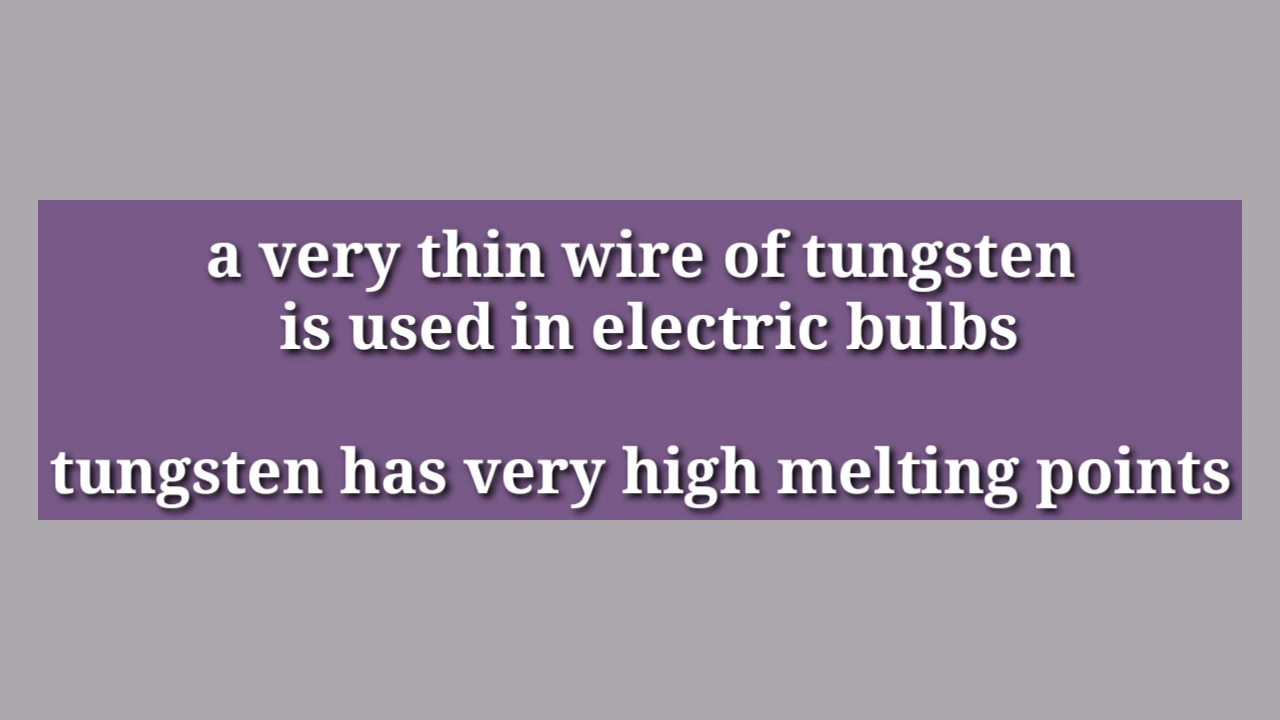 a very thin wire of tungsten
is used in electric bulbs
tungsten has very high melting points